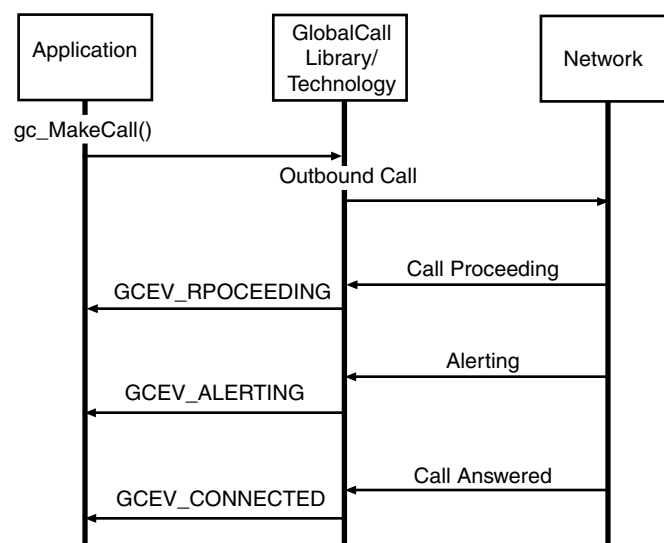 Application
GlobalCall
Library/
Technology
Network
gc_MakeCall()
Outbound Call
Call Proceeding
GCEV_RPOCEEDING
Alerting
GCEV_ALERTING
Call Answered
GCEV_CONNECTED